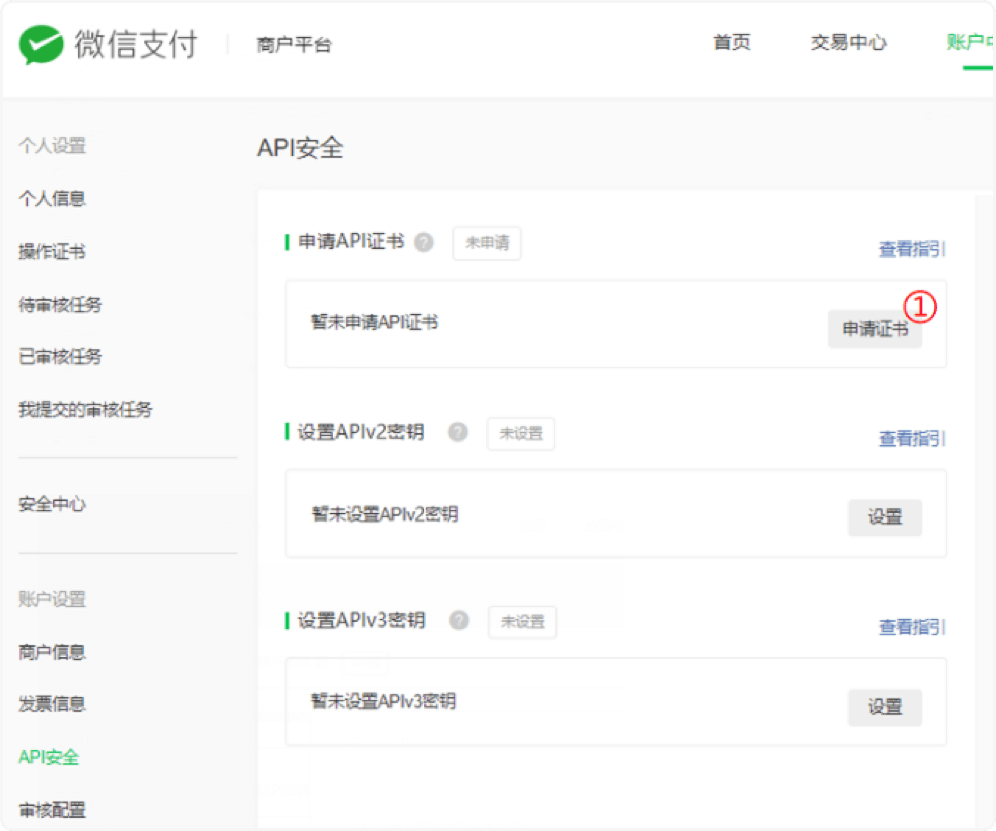 微信支付 商户平台 首页 交易中心 账户中
个人设置
个人信息
操作证书
待审核任务
已审核任务
我提交的审核任务
安全中心
账户设置
商户信息
发票信息
API安全
审核配置
API安全
申请API证书 ? 未申请 查看指引
暂未申请API证书 申请证书 ①
设置APIv2密钥 ? 未设置 查看指引
暂未设置APIv2密钥 设置
设置APIv3密钥 ? 未设置 查看指引
暂未设置APIv3密钥 设置